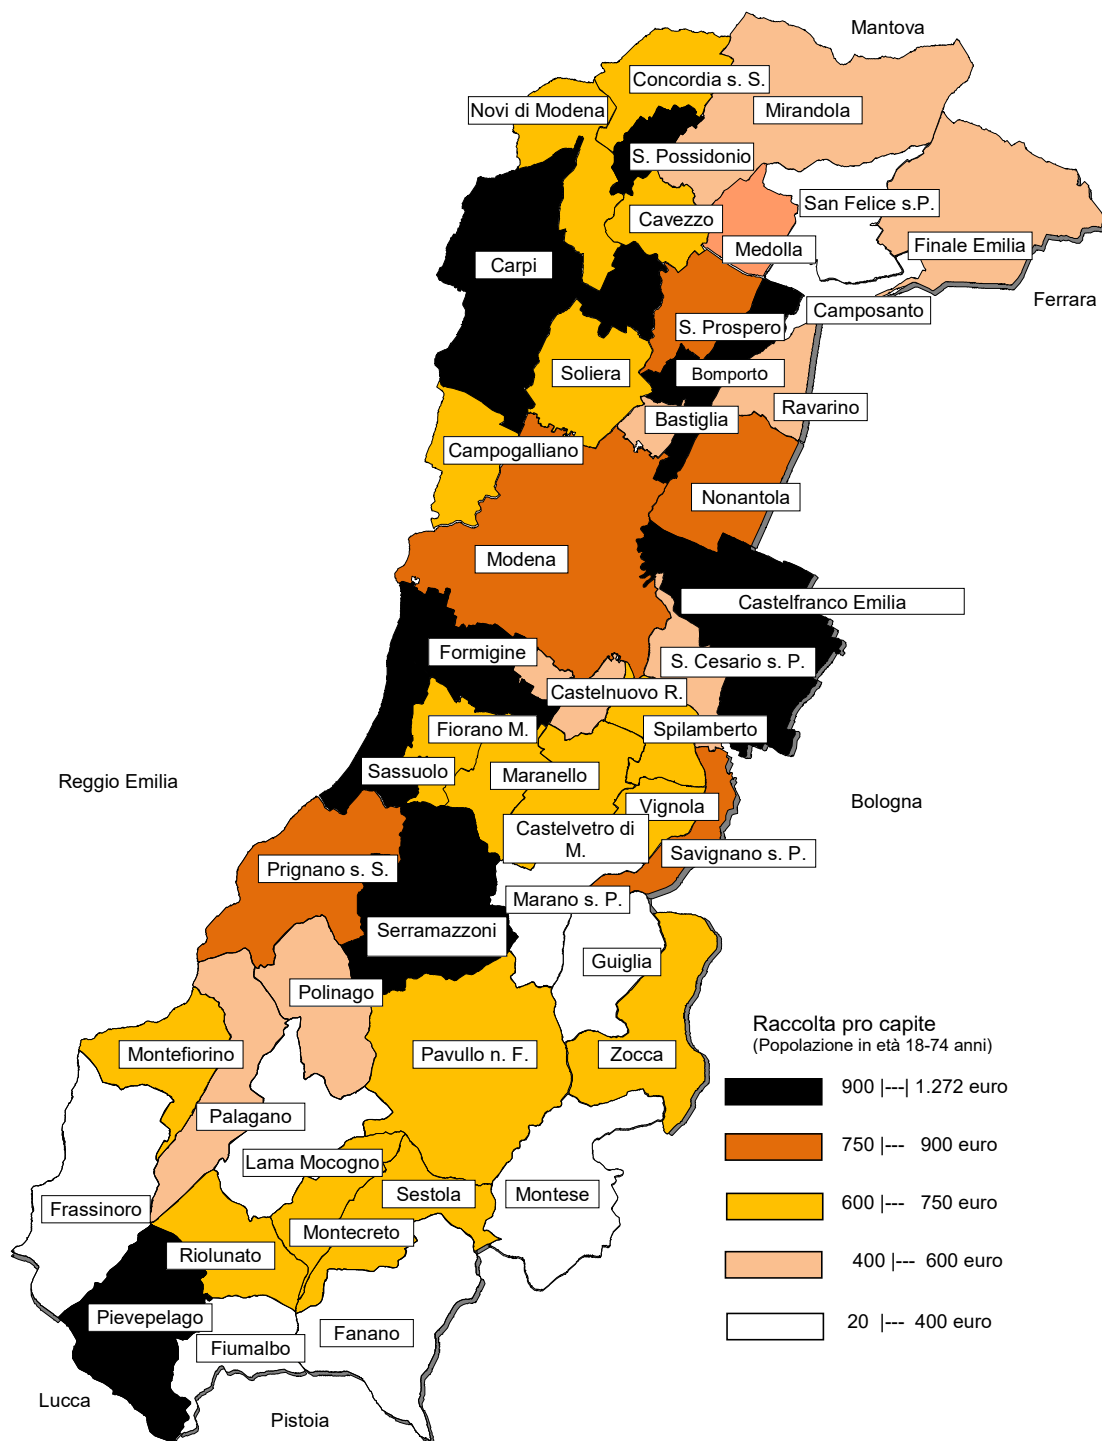 Mantova
Concordia s. S.
Novi di Modena
Mirandola
S. Possidonio
San Felice s.P.
Cavezzo
Medolla
Finale Emilia
Carpi
Ferrara
Camposanto
S. Prospero
Soliera
Bomporto
Ravarino
Bastiglia
Campogalliano
Nonantola
Modena
Castelfranco Emilia
Formigine
S. Cesario s. P.
Castelnuovo R.
Fiorano M.
Spilamberto
Reggio Emilia
Sassuolo
Maranello
Bologna
Vignola
Castelvetro di
M.
Savignano s. P.
Prignano s. S.
Marano s. P.
Serramazzoni
Guiglia
Polinago
Raccolta pro capite
(Popolazione in età 18-74 anni)
Montefiorino
Pavullo n. F.
Zocca
900 |---| 1.272 euro
Palagano
750 |--- 900 euro
Lama Mocogno
Sestola
Montese
Frassinoro
600 |--- 750 euro
Montecreto
Riolunato
400 |--- 600 euro
Pievepelago
20 |--- 400 euro
Fanano
Fiumalbo
Lucca
Pistoia